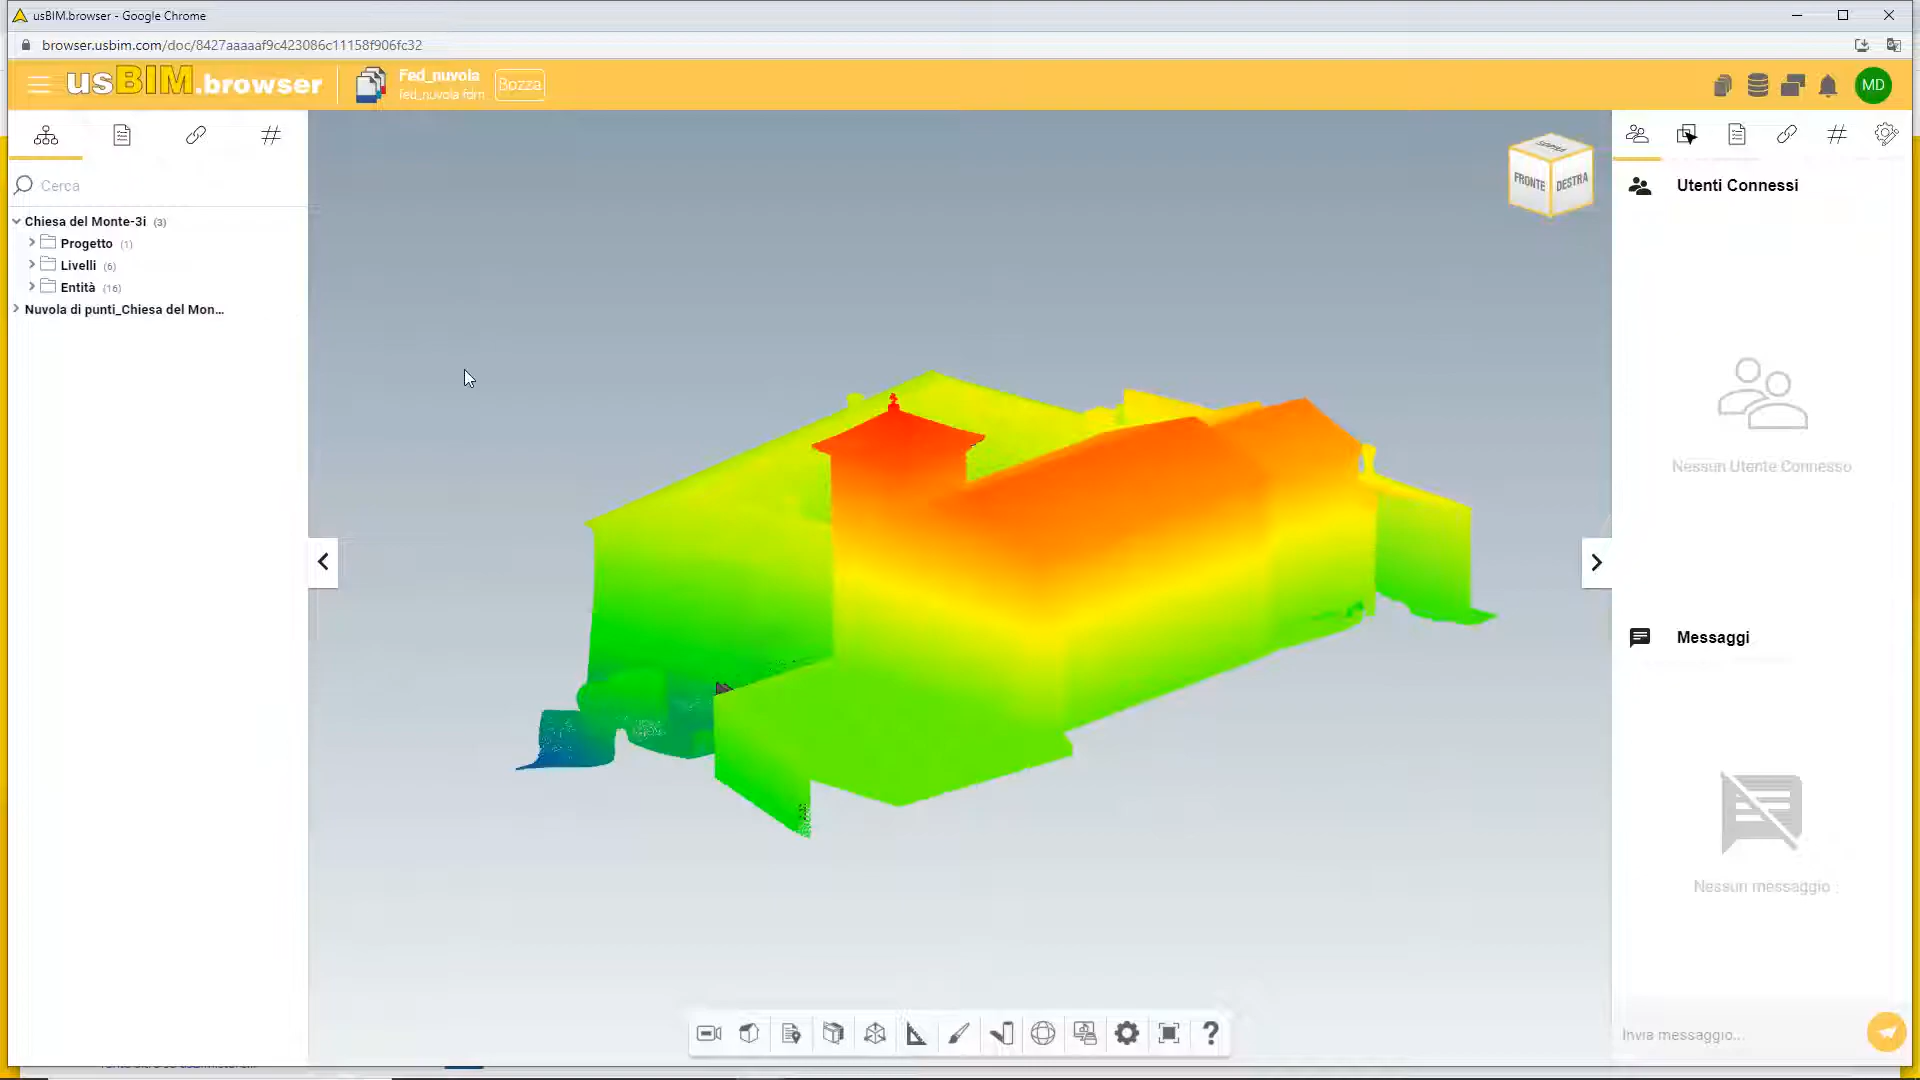 usBIM.browser - Google Chrome
browser.usbim.com/doc/8427aaaaaf9c423086c11158f906fc32
usBIM.browser
Fed_nuvola
fed_nuvola.fdm
Bozza
MD
Cerca
Chiesa del Monte-3i (3)
Progetto (1)
Livelli (6)
Entità (16)
Nuvola di punti_Chiesa del Mon...
SOPRA
FRONTE
DESTRA
Utenti Connessi
Nessun Utente Connesso
Messaggi
Nessun messaggio
Invia messaggio...